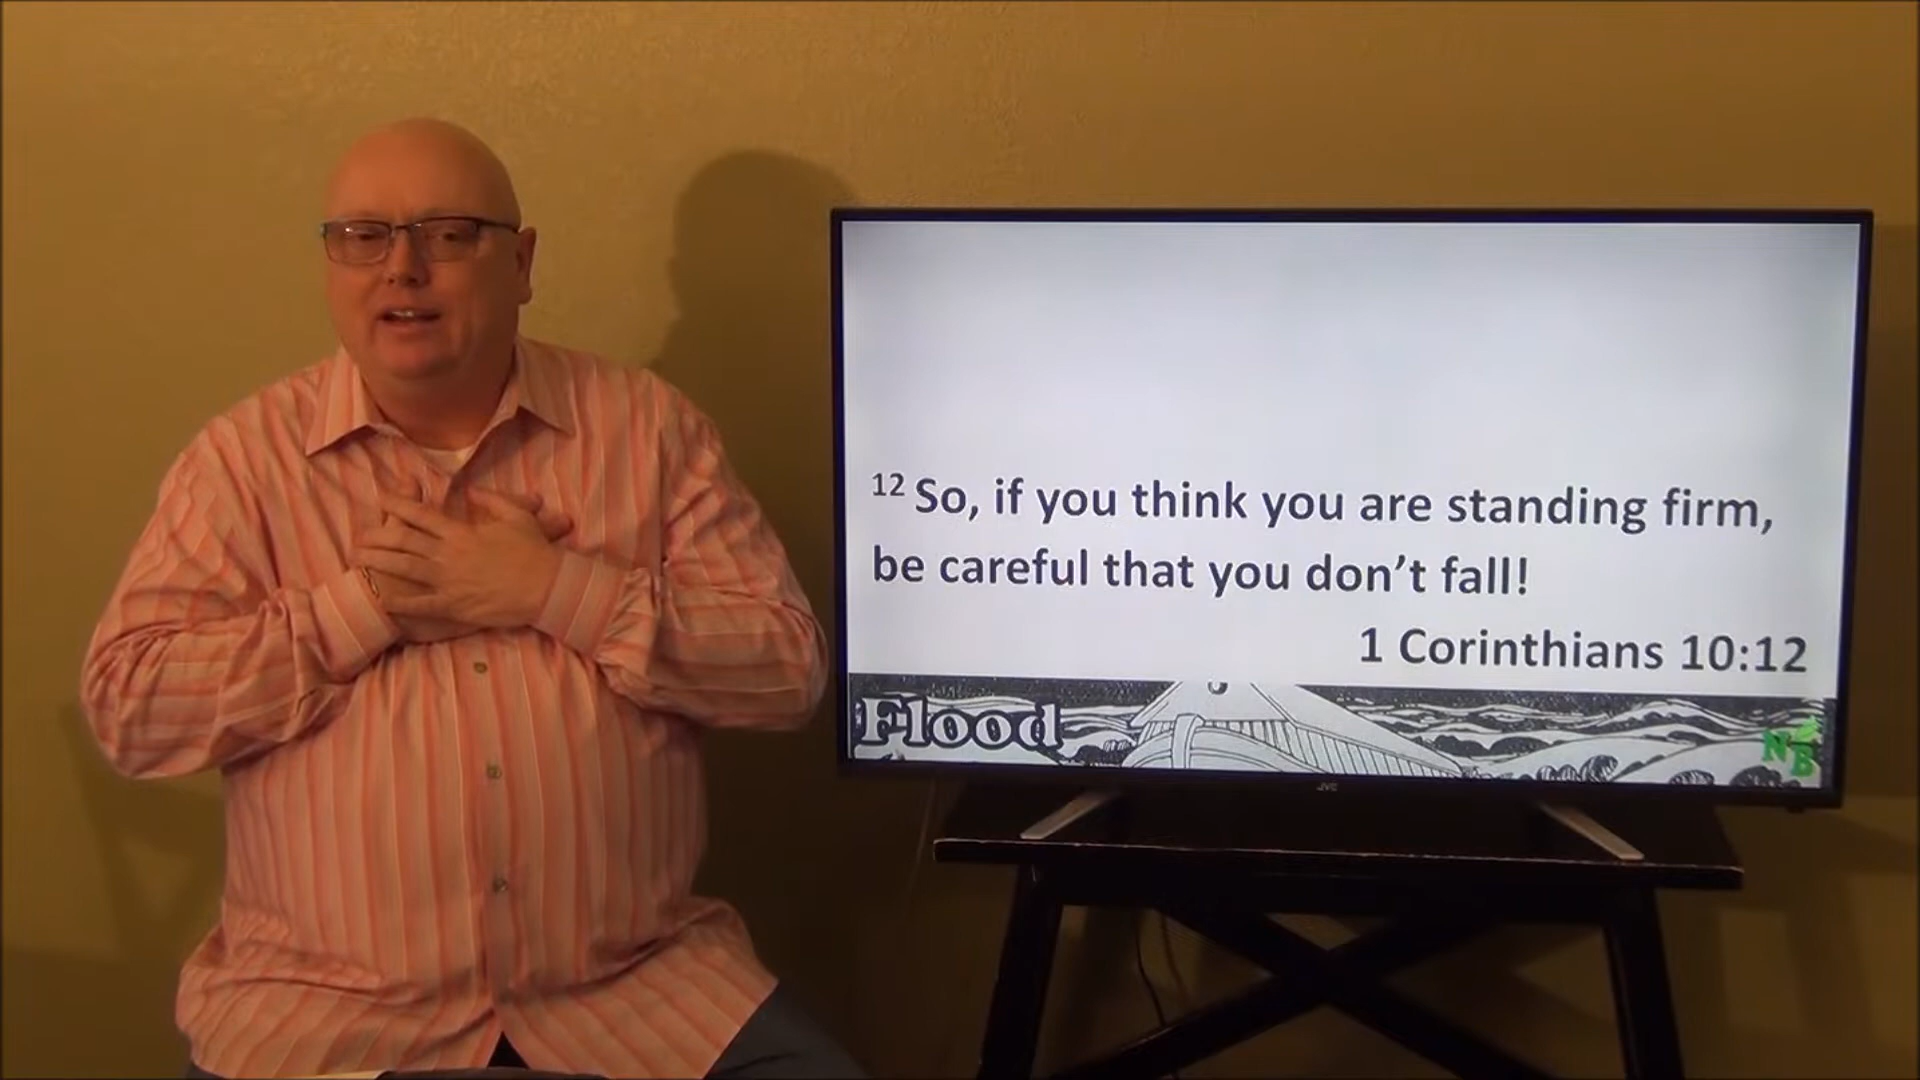 12 So, if you think you are standing firm,
be careful that you don’t fall!
1 Corinthians 10:12
Flood
NB
JVC